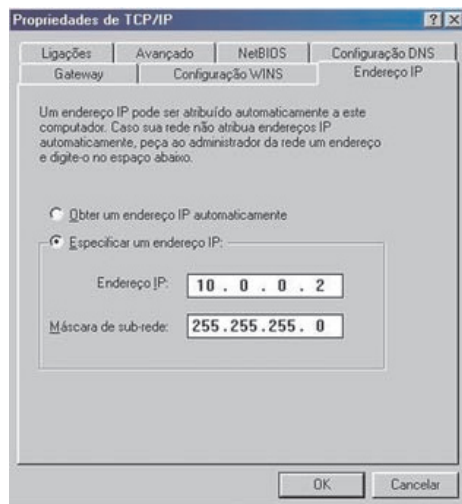 Propriedades de TCP/IP
Ligações Avançado NetBIOS Configuração DNS
Gateway Configuração WINS Endereço IP
Um endereço IP pode ser atribuído automaticamente a este
computador. Caso sua rede não atribua endereços IP
automaticamente, peça ao administrador da rede um endereço
e digite-o no espaço abaixo.
Obter um endereço IP automaticamente
Especificar um endereço IP:
Endereço IP: 10 . 0 . 0 . 2
Máscara de sub-rede: 255.255.255. 0
OK Cancelar